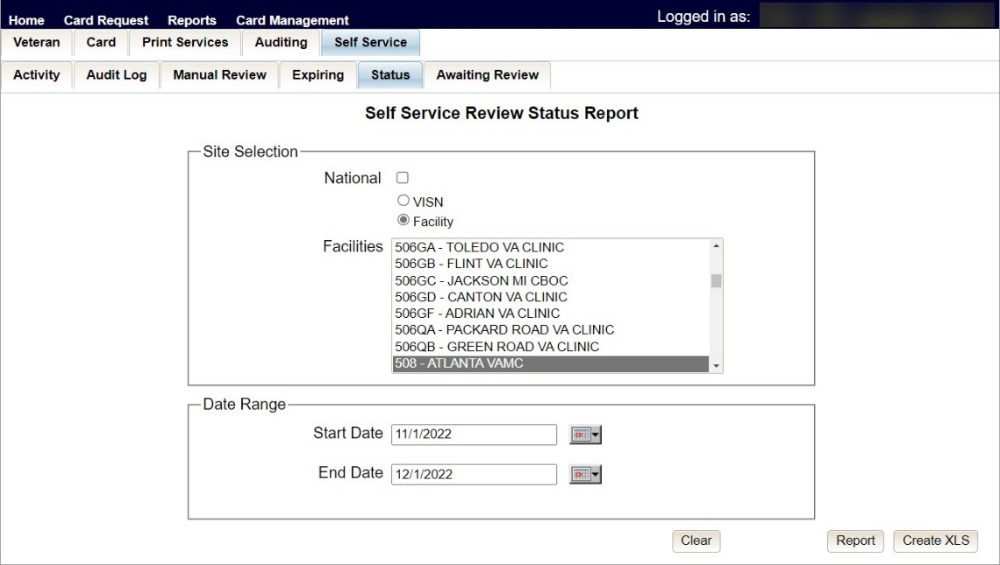 Home Card Request Reports Card Management Logged in as:
Veteran Card Print Services Auditing Self Service
Activity Audit Log Manual Review Expiring Status Awaiting Review
Self Service Review Status Report
Site Selection
National
VISN
Facility
Facilities
506GA - TOLEDO VA CLINIC
506GB - FLINT VA CLINIC
506GC - JACKSON MI CBOC
506GD - CANTON VA CLINIC
506GF - ADRIAN VA CLINIC
506QA - PACKARD ROAD VA CLINIC
506QB - GREEN ROAD VA CLINIC
508 - ATLANTA VAMC
Date Range
Start Date 11/1/2022
End Date 12/1/2022
Clear Report Create XLS